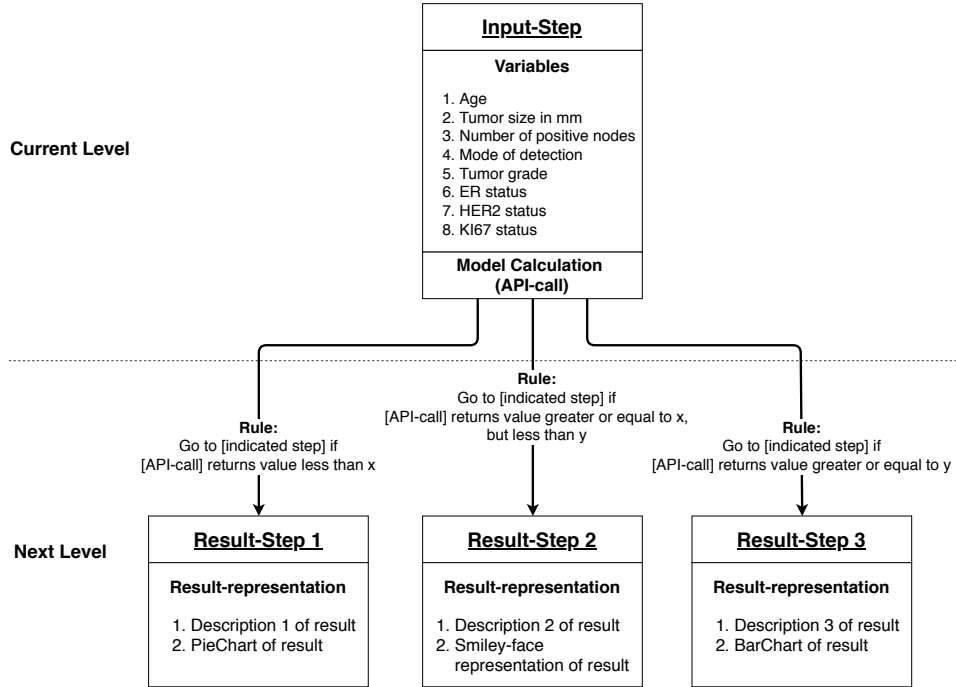 Input-Step
Variables
1. Age
2. Tumor size in mm
3. Number of positive nodes
4. Mode of detection
5. Tumor grade
6. ER status
7. HER2 status
8. KI67 status
Model Calculation
(API-call)
Current Level
Rule:
Go to [indicated step] if
[API-call] returns value less than x
Rule:
Go to [indicated step] if
[API-call] returns value greater or equal to x,
but less than y
Rule:
Go to [indicated step] if
[API-call] returns value greater or equal to y
Next Level
Result-Step 1
Result-representation
1. Description 1 of result
2. PieChart of result
Result-Step 2
Result-representation
1. Description 2 of result
2. Smiley-face
representation of result
Result-Step 3
Result-representation
1. Description 3 of result
2. BarChart of result